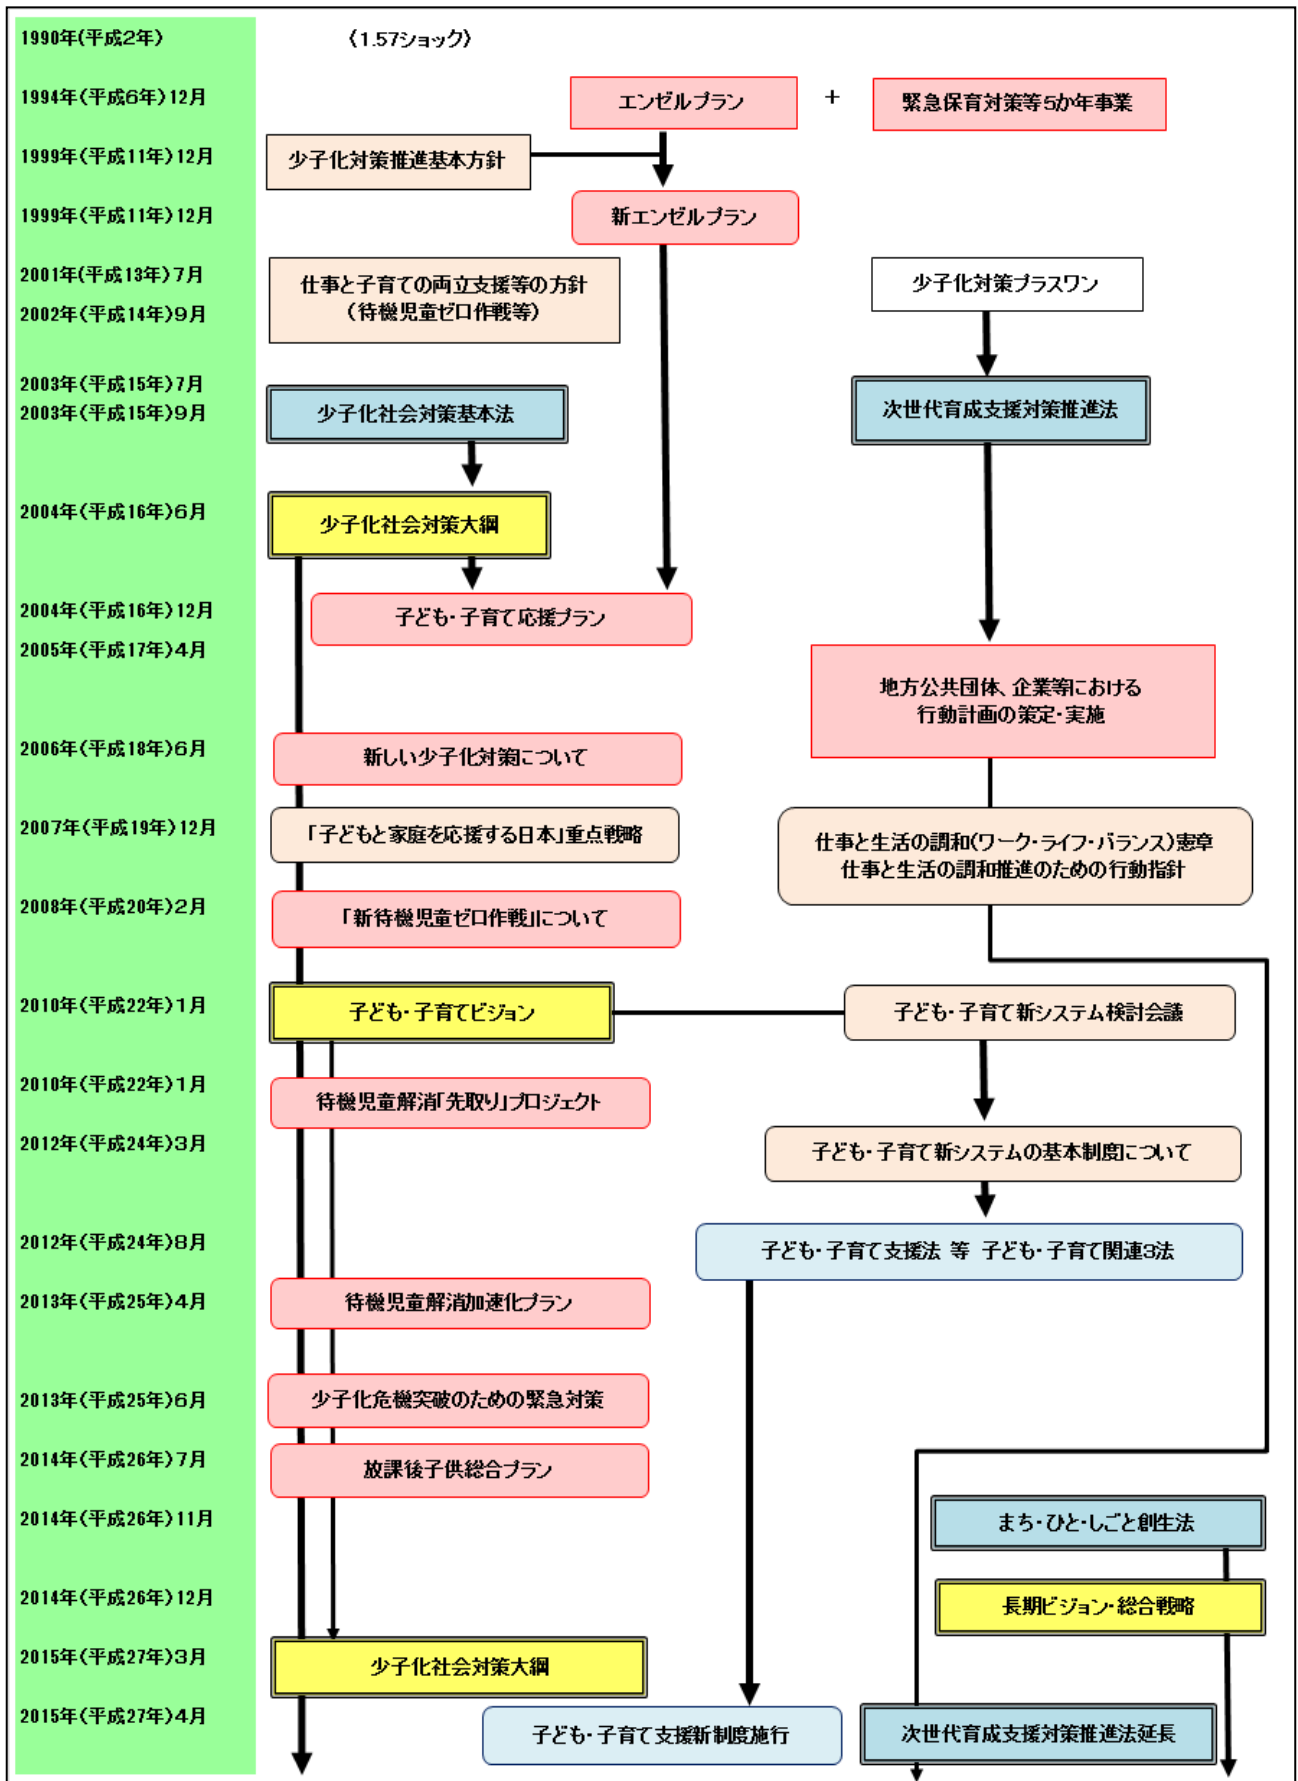 1990年(平成2年)
〈1.57ショック〉
1994年(平成6年)12月
エンゼルプラン
+
緊急保育対策等5か年事業
1999年(平成11年)12月
少子化対策推進基本方針
1999年(平成11年)12月
新エンゼルプラン
2001年(平成13年)7月
仕事と子育ての両立支援等の方針
(待機児童ゼロ作戦等)
少子化対策プラスワン
2002年(平成14年)9月
2003年(平成15年)7月
2003年(平成15年)9月
少子化社会対策基本法
次世代育成支援対策推進法
2004年(平成16年)6月
少子化社会対策大綱
2004年(平成16年)12月
子ども・子育て応援プラン
2005年(平成17年)4月
地方公共団体、企業等における
行動計画の策定・実施
2006年(平成18年)6月
新しい少子化対策について
2007年(平成19年)12月
「子どもと家庭を応援する日本」重点戦略
仕事と生活の調和(ワーク・ライフ・バランス)憲章
仕事と生活の調和推進のための行動指針
2008年(平成20年)2月
「新待機児童ゼロ作戦」について
2010年(平成22年)1月
子ども・子育てビジョン
子ども・子育て新システム検討会議
2010年(平成22年)1月
待機児童解消「先取り」プロジェクト
2012年(平成24年)3月
子ども・子育て新システムの基本制度について
2012年(平成24年)8月
子ども・子育て支援法 等 子ども・子育て関連3法
2013年(平成25年)4月
待機児童解消加速化プラン
2013年(平成25年)6月
少子化危機突破のための緊急対策
2014年(平成26年)7月
放課後子供総合プラン
2014年(平成26年)11月
まち・ひと・しごと創生法
2014年(平成26年)12月
長期ビジョン・総合戦略
2015年(平成27年)3月
少子化社会対策大綱
2015年(平成27年)4月
子ども・子育て支援新制度施行
次世代育成支援対策推進法延長